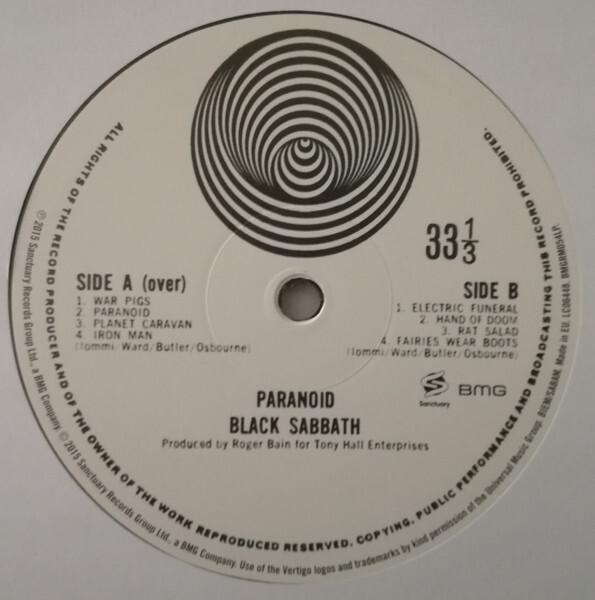 33 1/3
SIDE A (over)
1. WAR PIGS
2. PARANOID
3. PLANET CARAVAN
4. IRON MAN
(Iommi/Ward/Butler/Osbourne)
SIDE B
1. ELECTRIC FUNERAL
2. HAND OF DOOM
3. RAT SALAD
4. FAIRIES WEAR BOOTS
(Iommi/Ward/Butler/Osbourne)
Sanctuary
BMG
PARANOID
BLACK SABBATH
Produced by Roger Bain for Tony Hall Enterprises
ALL RIGHTS OF THE RECORD PRODUCER AND OF THE OWNER OF THE WORK REPRODUCED RESERVED. COPYING, PUBLIC PERFORMANCE AND BROADCASTING THIS RECORD PROHIBITED.
℗ 2015 Sanctuary Records Group Ltd., a BMG Company. © 2015 Sanctuary Records Group Ltd., a BMG Company. Use of the Vertigo logos and trademarks by kind permission of the Universal Music Group. BIEM/SABAM. Made in EU. LC06448. BMGRM054LP.